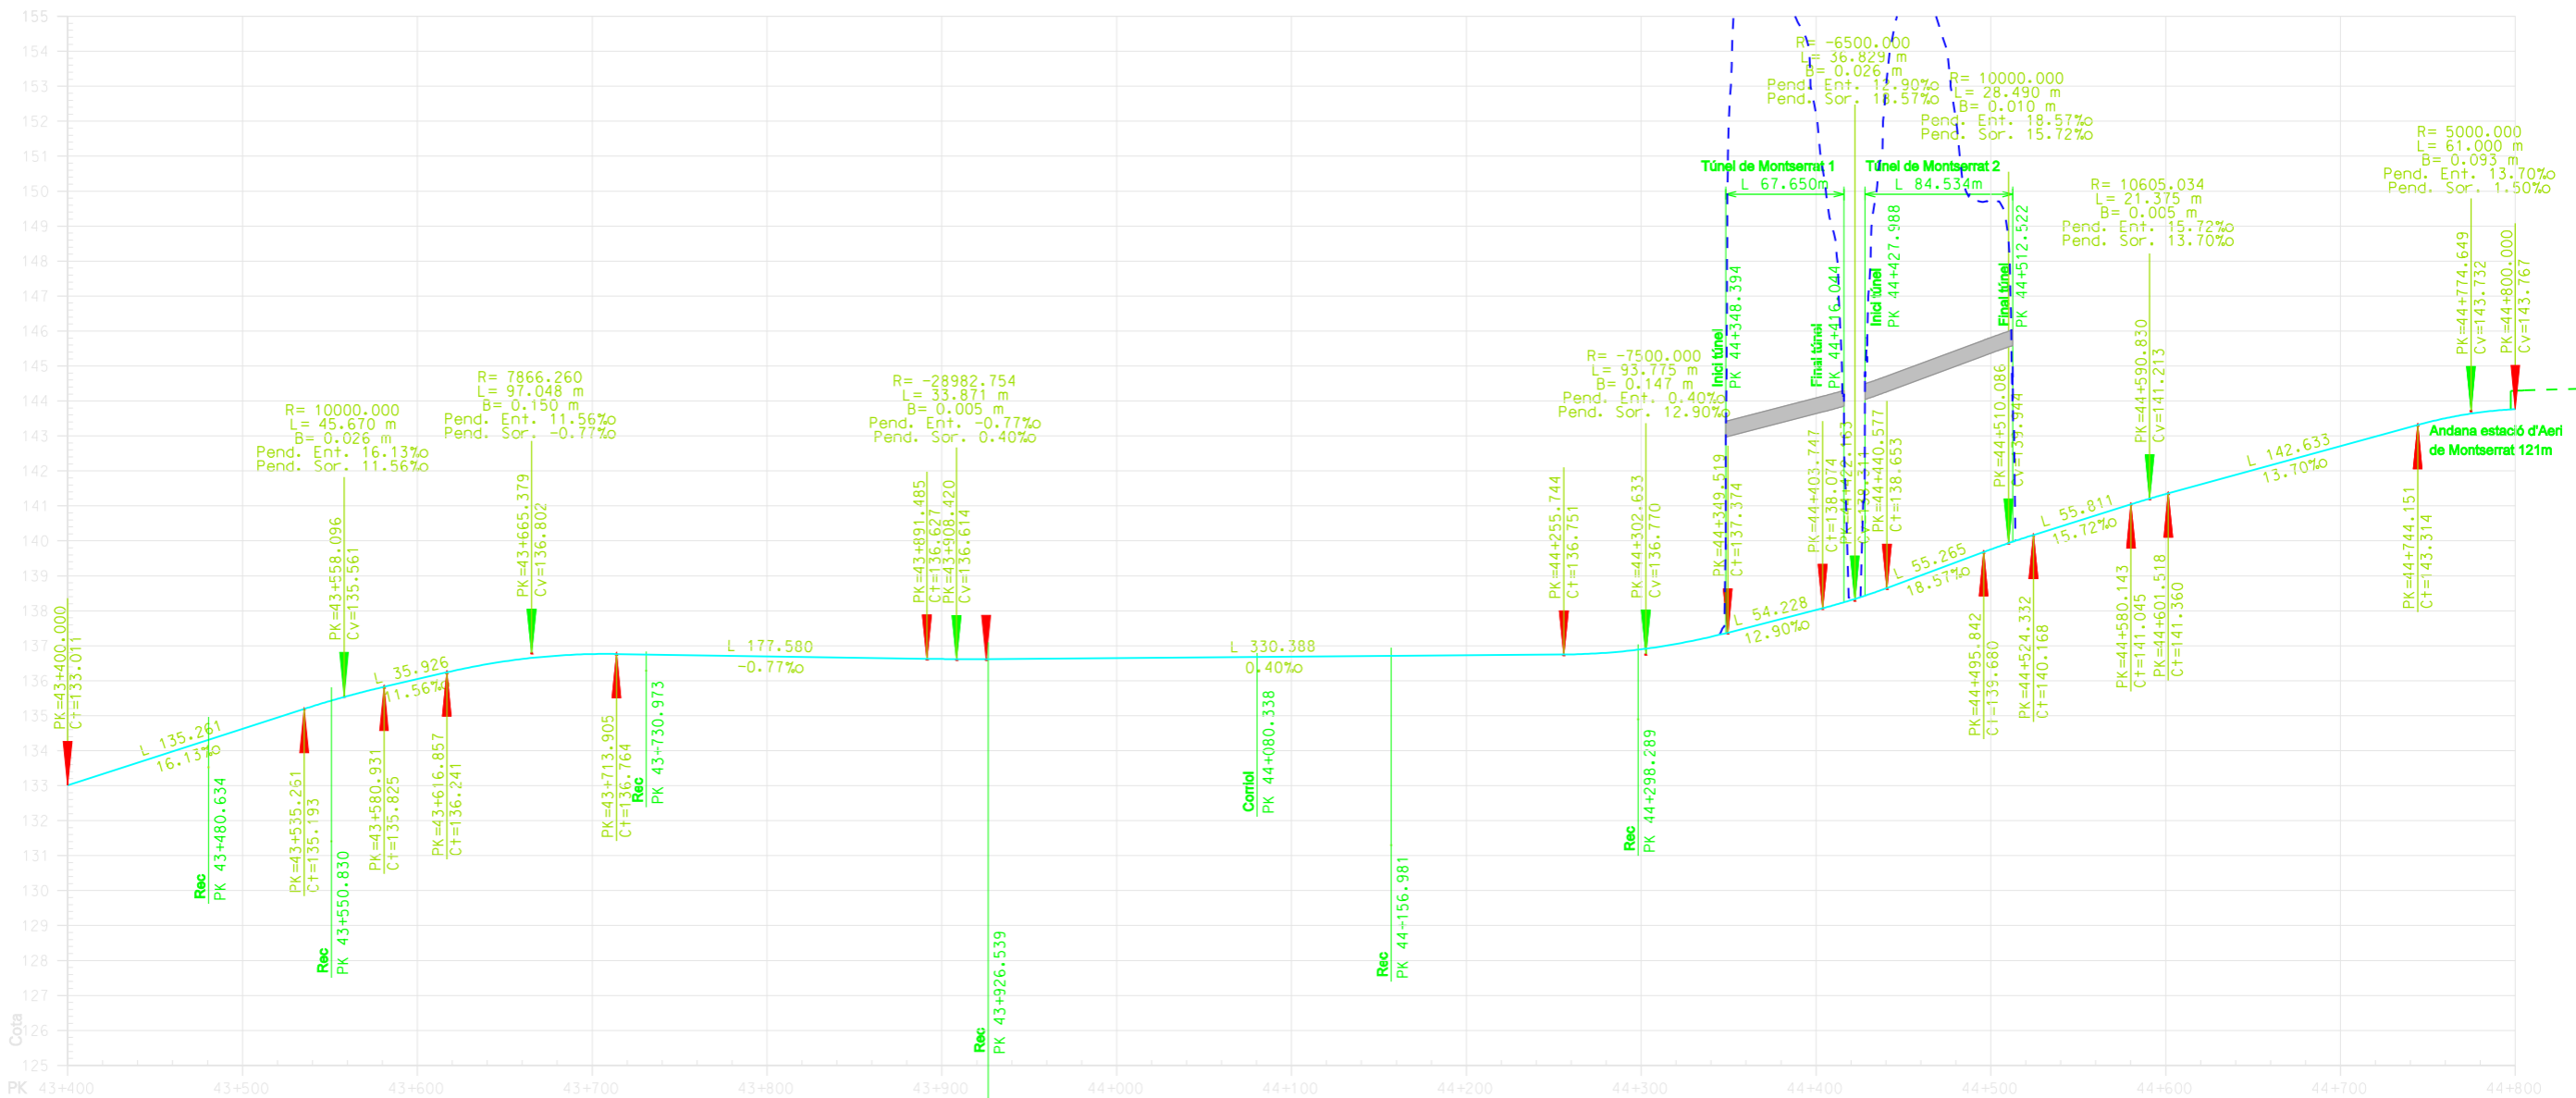 155
154
153
152
151
150
149
148
147
146
145
144
143
142
141
140
139
138
137
136
135
134
133
132
131
130
129
128
127
126
125
Cota
PK
43+400
43+500
43+600
43+700
43+800
43+900
44+000
44+100
44+200
44+300
44+400
44+500
44+600
44+700
44+800
PK=43+400.000
Ct=133.011
L 135.261
16.13‰
Rec
PK 43+480.634
PK=43+535.261
Ct=135.193
R= 10000.000
L= 45.670 m
B= 0.026 m
Pend. Ent. 16.13‰
Pend. Sor. 11.56‰
PK=43+558.096
Cv=135.561
Rec
PK 43+550.830
PK=43+580.931
Ct=135.825
L 35.926
11.56‰
PK=43+616.857
Ct=136.241
R= 7866.260
L= 97.048 m
B= 0.150 m
Pend. Ent. 11.56‰
Pend. Sor. -0.77‰
PK=43+665.379
Cv=136.802
PK=43+713.905
Ct=136.764
Rec
PK 43+730.973
L 177.580
-0.77‰
R= -28982.754
L= 33.871 m
B= 0.005 m
Pend. Ent. -0.77‰
Pend. Sor. 0.40‰
PK=43+891.485
Ct=136.627
PK=43+908.420
Cv=136.614
Rec
PK 43+926.539
Corriol
PK 44+080.338
L 330.388
0.40‰
Rec
PK 44-156.981
PK=44+255.744
Ct=136.751
R= -7500.000
L= 93.775 m
B= 0.147 m
Pend. Ent. 0.40‰
Pend. Sor. 12.90‰
PK=44+302.633
Cv=136.770
Rec
PK 44+298.289
Túnel de Montserrat 1
L 67.650m
Inici túnel
PK 44+348.394
PK=44+349.519
Ct=137.374
L 54.228
12.90‰
Final túnel
PK 44+416.044
PK=44+403.747
Ct=138.074
R= -6500.000
L= 36.829 m
B= 0.026 m
Pend. Ent. 12.90‰
Pend. Sor. 18.57‰
Túnel de Montserrat 2
L 84.534m
Inici túnel
PK 44+427.988
PK=44+440.577
Ct=138.653
L 55.265
18.57‰
PK=44+495.842
Ct=139.680
R= 10000.000
L= 28.490 m
B= 0.010 m
Pend. Ent. 18.57‰
Pend. Sor. 15.72‰
Final túnel
PK 44+512.522
PK=44+510.086
Cv=139.944
PK=44+524.332
Ct=140.168
L 55.811
15.72‰
PK=44+580.143
Ct=141.045
R= 10605.034
L= 21.375 m
B= 0.005 m
Pend. Ent. 15.72‰
Pend. Sor. 13.70‰
PK=44+590.830
Cv=141.213
PK=44+601.518
Ct=141.360
L 142.633
13.70‰
PK=44+744.151
Ct=143.314
R= 5000.000
L= 61.000 m
B= 0.093 m
Pend. Ent. 13.70‰
Pend. Sor. 1.50‰
PK=44+774.649
Cv=143.732
PK=44+800.000
Cv=143.767
Andana estació d'Aeri
de Montserrat 121m